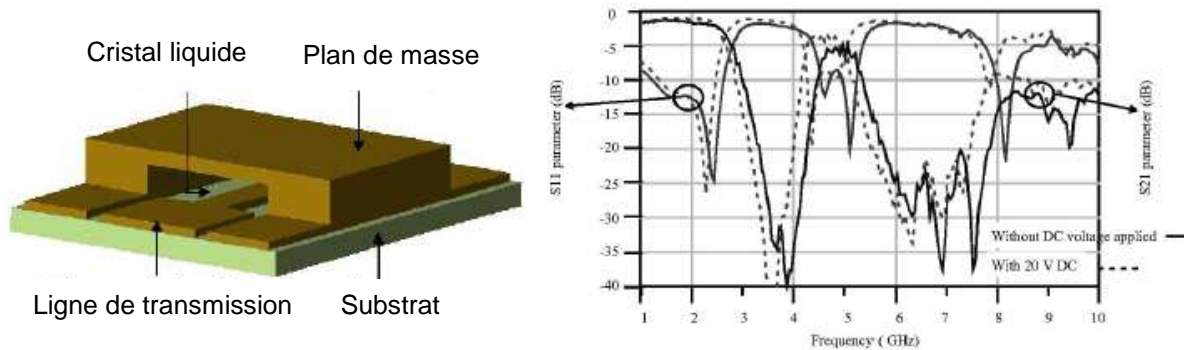 Cristal liquide
Plan de masse
Ligne de transmission
Substrat
S11 parameter (dB)
0
-5
-10
-15
-20
-25
-30
-35
-40
1 2 3 4 5 6 7 8 9 10
Frequency ( GHz)
Without DC voltage applied
With 20 V DC
S21 parameter (dB)